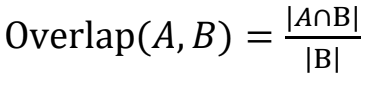 Overlap(A, B) = |A∩B| / |B|